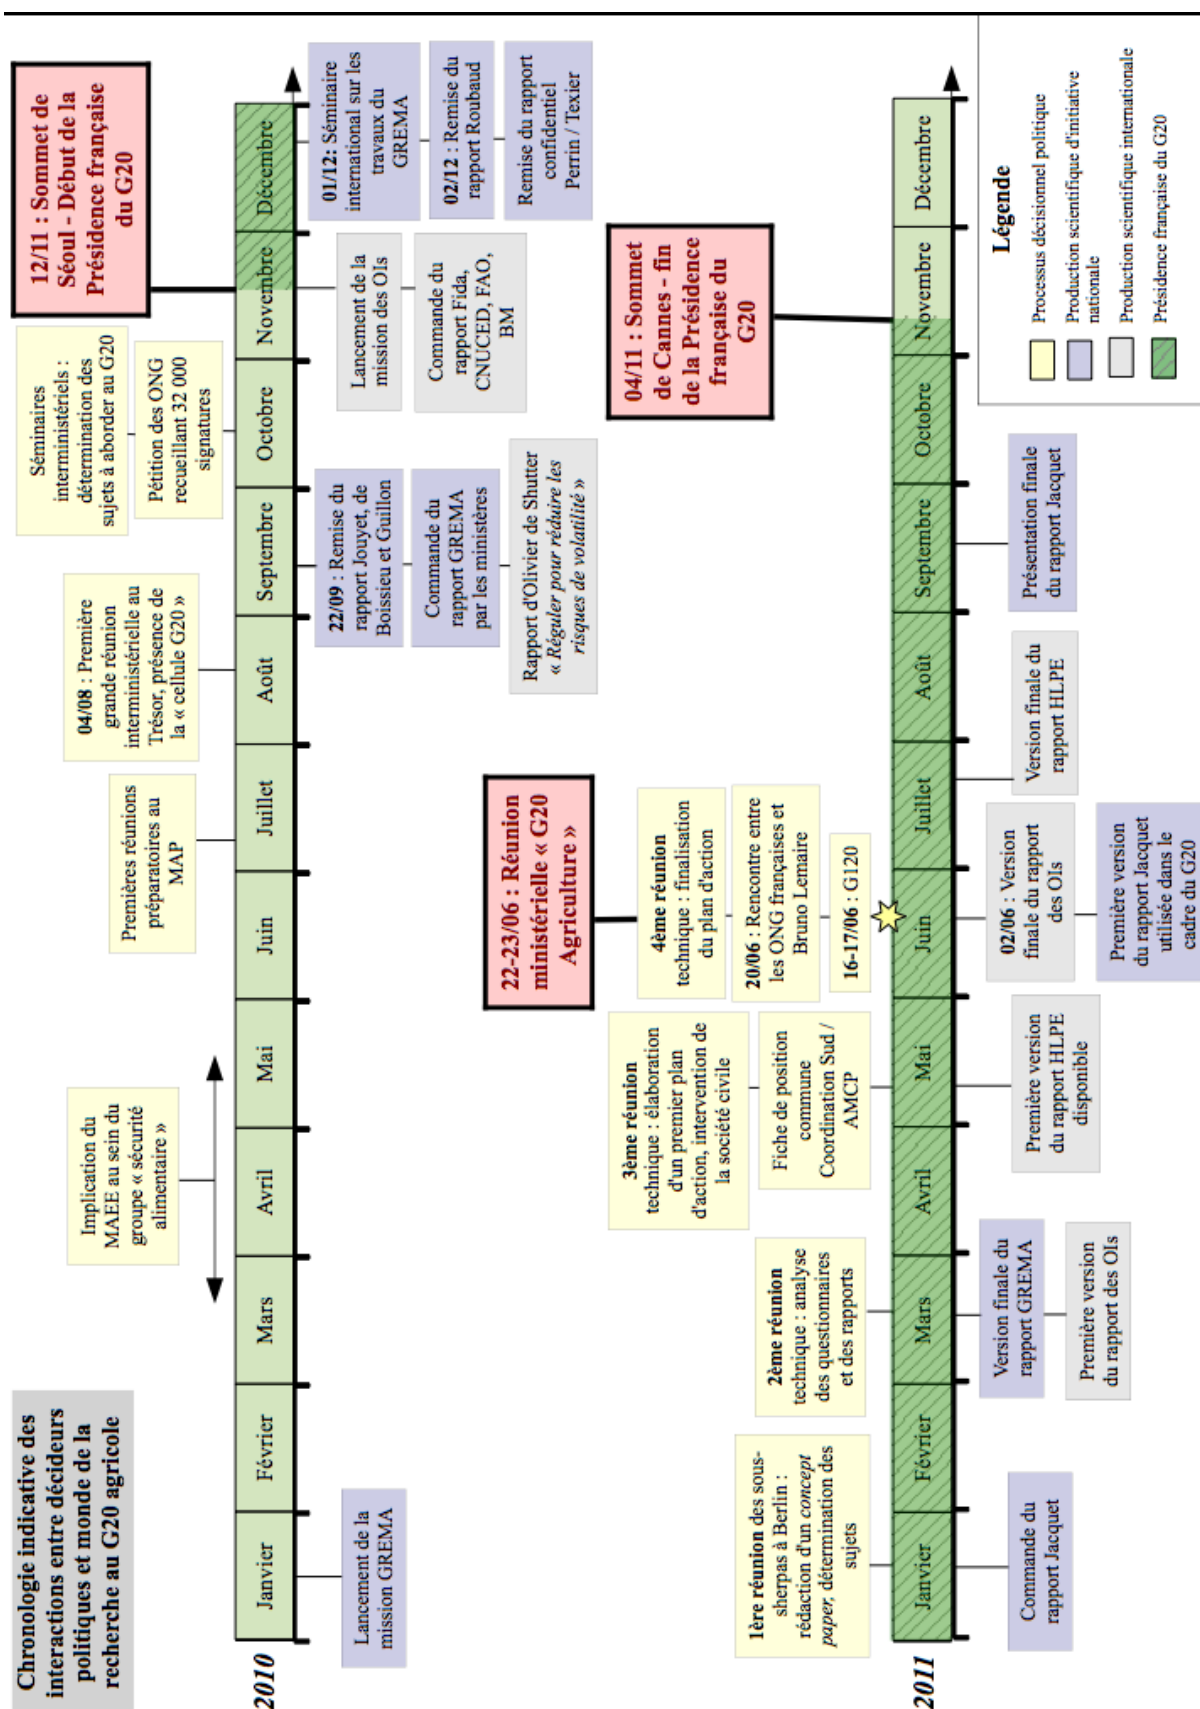 Chronologie indicative des
interactions entre décideurs
politiques et monde de la
recherche au G20 agricole
Implication du
MAEE au sein du
groupe « sécurité
alimentaire »
Premières réunions
préparatoires au
MAP
04/08 : Première
grande réunion
interministérielle au
Trésor, présence de
la « cellule G20 »
Séminaires
interministériels :
détermination des
sujets à aborder au G20
Pétition des ONG
recueillant 32 000
signatures
12/11 : Sommet de
Séoul - Début de la
Présidence française
du G20
2010
Janvier
Février
Mars
Avril
Mai
Juin
Juillet
Août
Septembre
Octobre
Novembre
Décembre
Lancement de la
mission GREMA
22/09 : Remise du
rapport Jouyet, de
Boissieu et Guillon
Commande du
rapport GREMA
par les ministères
Rapport d'Olivier de Shutter
« Réguler pour réduire les
risques de volatilité »
Lancement de la
mission des OIs
Commande du
rapport Fida,
CNUCED, FAO,
BM
01/12: Séminaire
international sur les
travaux du
GREMA
02/12 : Remise du
rapport Roubaud
Remise du rapport
confidentiel
Perrin / Texier
1ère réunion des sous-
sherpas à Berlin :
rédaction d'un concept
paper, détermination des
sujets
2ème réunion
technique : analyse
des questionnaires
et des rapports
3ème réunion
technique : élaboration
d'un premier plan
d'action, intervention de
la société civile
Fiche de position
commune
Coordination Sud /
AMCP
22-23/06 : Réunion
ministérielle « G20
Agriculture »
4ème réunion
technique : finalisation
du plan d'action
20/06 : Rencontre entre
les ONG françaises et
Bruno Lemaire
16-17/06 : G120
04/11 : Sommet
de Cannes - fin
de la Présidence
française du
G20
2011
Janvier
Février
Mars
Avril
Mai
Juin
Juillet
Août
Septembre
Octobre
Novembre
Décembre
Commande du
rapport Jacquet
Version finale du
rapport GREMA
Première version
du rapport des OIs
Première version
du rapport HLPE
disponible
02/06 : Version
finale du rapport
des OIs
Première version
du rapport Jacquet
utilisée dans le
cadre du G20
Version finale du
rapport HLPE
Présentation finale
du rapport Jacquet
Légende
Processus décisionnel politique
Production scientifique d'initiative
nationale
Production scientifique internationale
Présidence française du G20